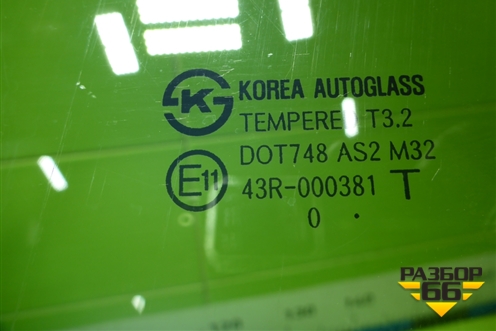 K KOREA AUTOGLASS
TEMPERED T3.2
DOT748 AS2 M32
E11 43R-000381 T
0 .
РАЗБОР
66